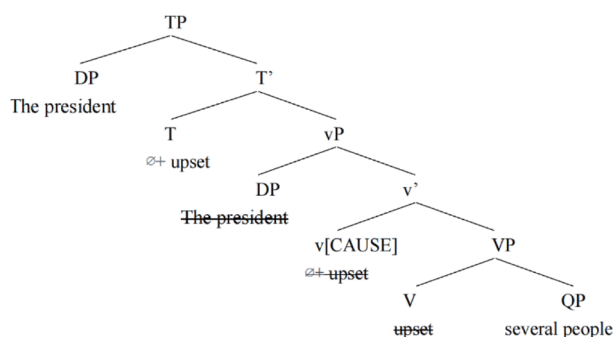 TP
DP T’
The president
T vP
∅+ upset
DP v’
The president
v[CAUSE] VP
∅+ upset
V QP
upset several people